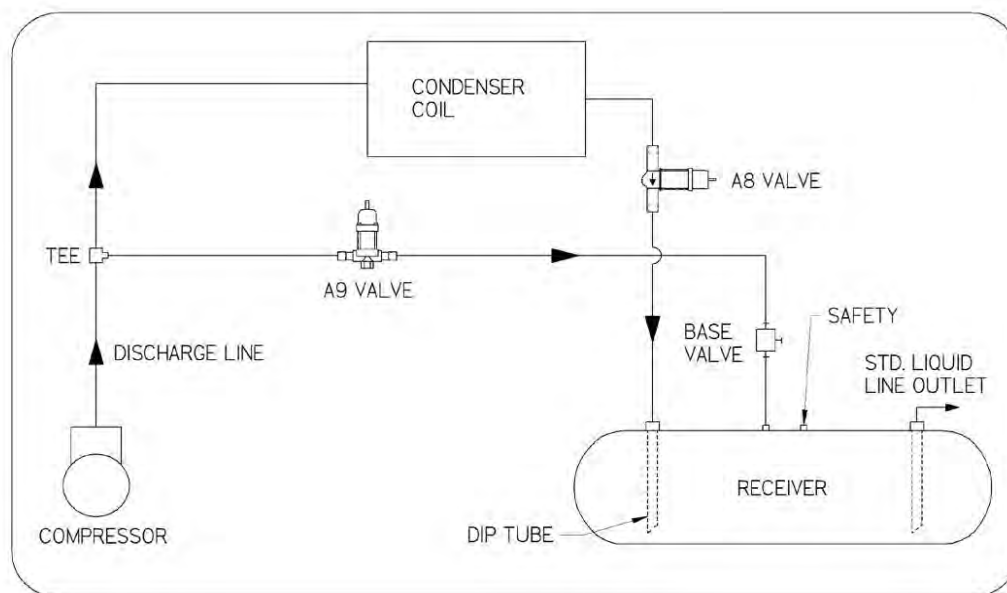 CONDENSER
COIL
A8 VALVE
TEE
A9 VALVE
SAFETY
BASE
VALVE
DISCHARGE LINE
STD. LIQUID
LINE OUTLET
RECEIVER
COMPRESSOR
DIP TUBE